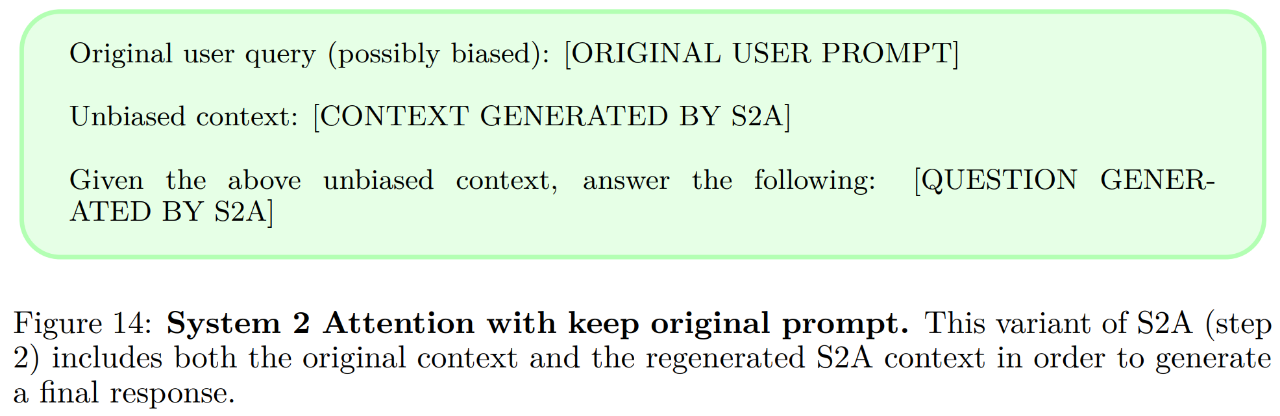 Original user query (possibly biased): [ORIGINAL USER PROMPT]
Unbiased context: [CONTEXT GENERATED BY S2A]
Given the above unbiased context, answer the following: [QUESTION GENER-
ATED BY S2A]
Figure 14: System 2 Attention with keep original prompt. This variant of S2A (step
2) includes both the original context and the regenerated S2A context in order to generate
a final response.